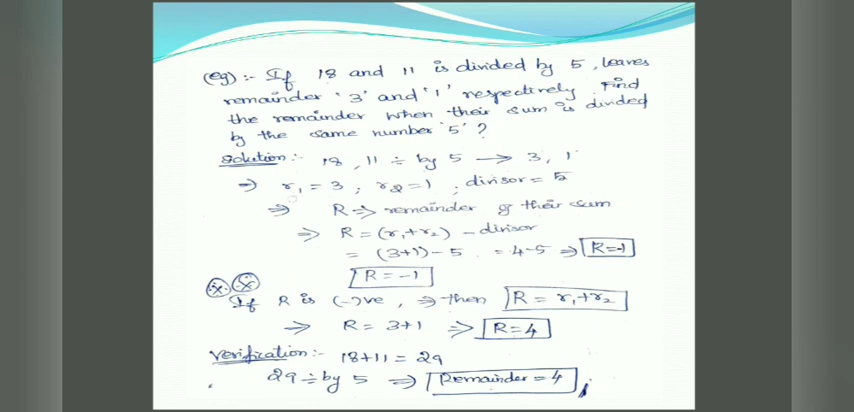 (eg) :- If 18 and 11 is divided by 5, leaves
remainder '3' and '1' respectively. Find
the remainder when their sum is divided
by the same number '5' ?
Solution :- 18, 11 ÷ by 5 → 3, 1
⇒ r₁ = 3 ; r₂ = 1 ; divisor = 5
⇒ R ⇒ remainder of their sum
⇒ R = (r₁+r₂) - divisor
= (3+1) - 5 = 4-5 ⇒ R=-1
R = -1
If R is (-)ve, ⇒ then R = r₁+r₂
⇒ R = 3+1 ⇒ R=4
Verification :- 18+11 = 29
29 ÷ by 5 ⇒ Remainder = 4